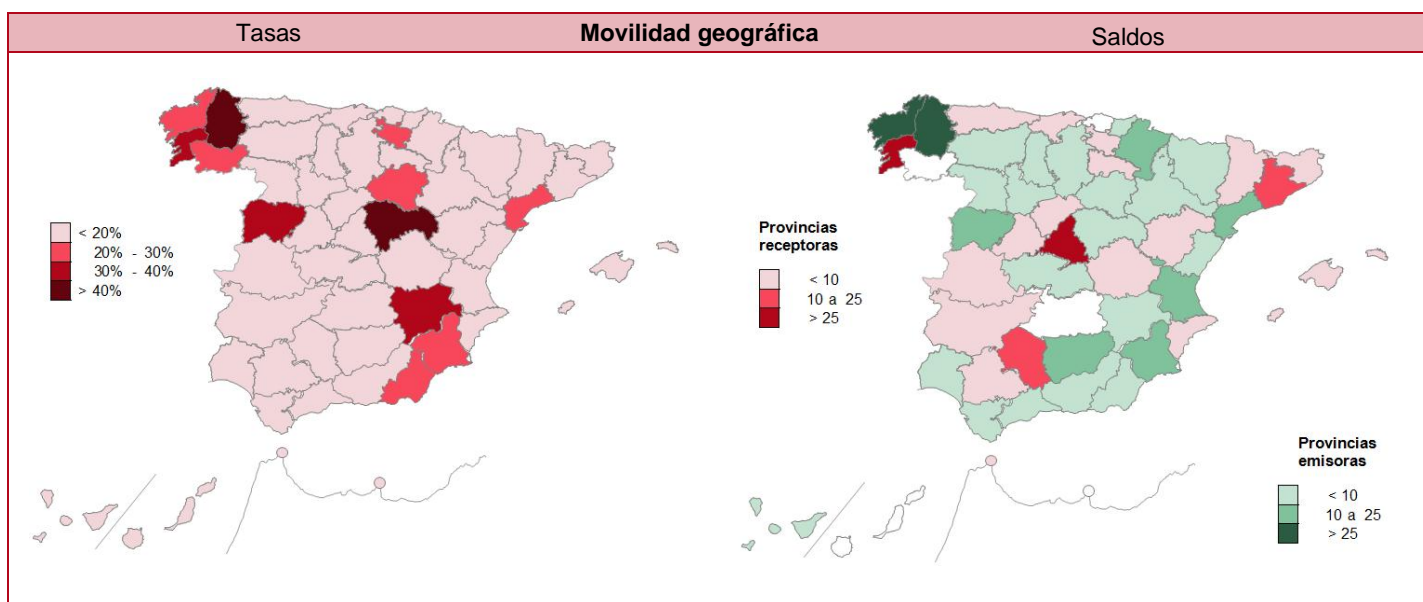 Tasas
Movilidad geográfica
Saldos
< 20%
20% - 30%
30% - 40%
> 40%
Provincias
receptoras
< 10
10 a 25
> 25
Provincias
emisoras
< 10
10 a 25
> 25